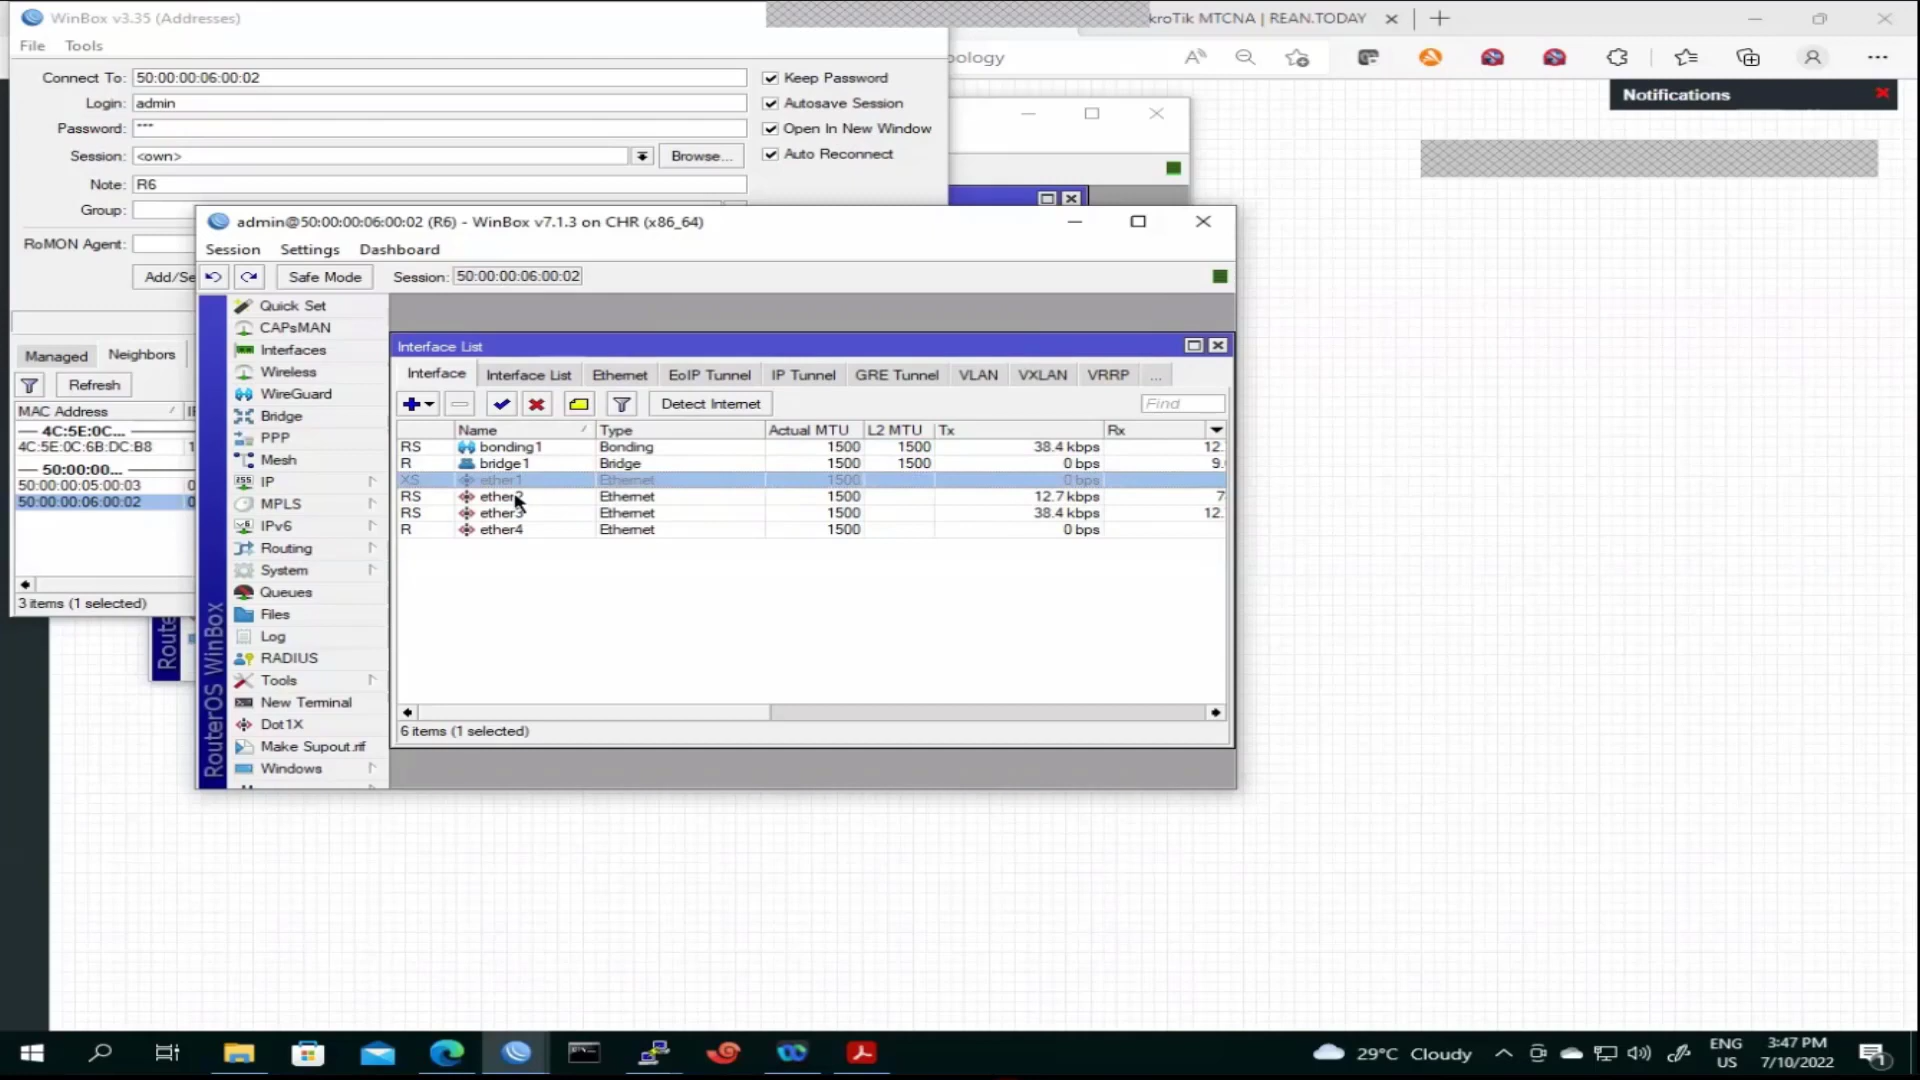 WinBox v3.35 (Addresses)
kroTik MTCNA | REAN.TODAY
File Tools
ology
Connect To: 50:00:00:06:00:02
Keep Password
Notifications
Login: admin
Autosave Session
Password: ***
Open In New Window
Session: <own>
Browse...
Auto Reconnect
Note: R6
Group:
admin@50:00:00:06:00:02 (R6) - WinBox v7.1.3 on CHR (x86_64)
RoMON Agent:
Session Settings Dashboard
Add/Se
Safe Mode
Session: 50:00:00:06:00:02
Managed Neighbors
Refresh
MAC Address
4C:5E:0C...
4C:5E:0C:6B:DC:B8
50:00:00...
50:00:00:05:00:03
50:00:00:06:00:02
3 items (1 selected)
Route
RouterOS WinBox
Quick Set
CAPsMAN
Interfaces
Wireless
WireGuard
Bridge
PPP
Mesh
IP
MPLS
IPv6
Routing
System
Queues
Files
Log
RADIUS
Tools
New Terminal
Dot1X
Make Supout.rif
Windows
Interface List
Interface Interface List Ethernet EoIP Tunnel IP Tunnel GRE Tunnel VLAN VXLAN VRRP ...
Detect Internet
Find
Name Type Actual MTU L2 MTU Tx Rx
RS bonding1 Bonding 1500 1500 38.4 kbps 12.
R bridge1 Bridge 1500 1500 0 bps 9.
XS ether1 Ethernet 1500 0 bps
RS ether2 Ethernet 1500 12.7 kbps 7
RS ether3 Ethernet 1500 38.4 kbps 12.
R ether4 Ethernet 1500 0 bps
6 items (1 selected)
29°C Cloudy
ENG
US
3:47 PM
7/10/2022
1